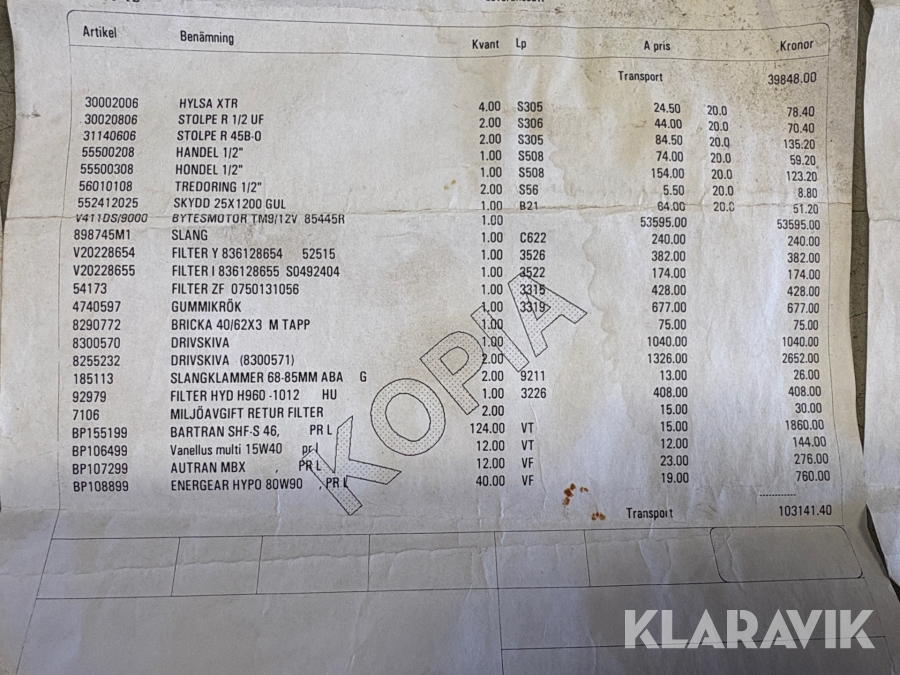 Artikel Benämning Kvant Lp A pris Kronor
Transport 39848.00
30002006 HYLSA XTR 4.00 S305 24.50 20.0 78.40
30020806 STOLPE R 1/2 UF 2.00 S306 44.00 20.0 70.40
31140606 STOLPE R 45B-O 2.00 S305 84.50 20.0 135.20
55500208 HANDEL 1/2" 1.00 S508 74.00 20.0 59.20
55500308 HONDEL 1/2" 1.00 S508 154.00 20.0 123.20
56010108 TREDORING 1/2" 2.00 S56 5.50 20.0 8.80
552412025 SKYDD 25X1200 GUL 1.00 B21 64.00 20.0 51.20
V411DS/9000 BYTESMOTOR TM9/12V 85445R 1.00 53595.00 53595.00
898745M1 SLANG 1.00 C622 240.00 240.00
V20228654 FILTER Y 836128654 52515 1.00 3526 382.00 382.00
V20228655 FILTER I 836128655 S0492404 1.00 3522 174.00 174.00
54173 FILTER ZF 0750131056 1.00 3315 428.00 428.00
4740597 GUMMIKRÖK 1.00 3319 677.00 677.00
8290772 BRICKA 40/62X3 M TAPP 1.00 75.00 75.00
8300570 DRIVSKIVA 1.00 1040.00 1040.00
8255232 DRIVSKIVA (8300571) 2.00 1326.00 2652.00
185113 SLANGKLAMMER 68-85MM ABA G 2.00 9211 13.00 26.00
92979 FILTER HYD H960 -1012 HU 1.00 3226 408.00 408.00
7106 MILJÖAVGIFT RETUR FILTER 2.00 15.00 30.00
BP155199 BARTRAN SHF-S 46, PR L 124.00 VT 15.00 1860.00
BP106499 Vanellus multi 15W40 pr l 12.00 VT 12.00 144.00
BP107299 AUTRAN MBX , PR L 12.00 VF 23.00 276.00
BP108899 ENERGEAR HYPO 80W90 PR L 40.00 VF 19.00 760.00
Transport 103141.40
KOPIA
KLARAVIK